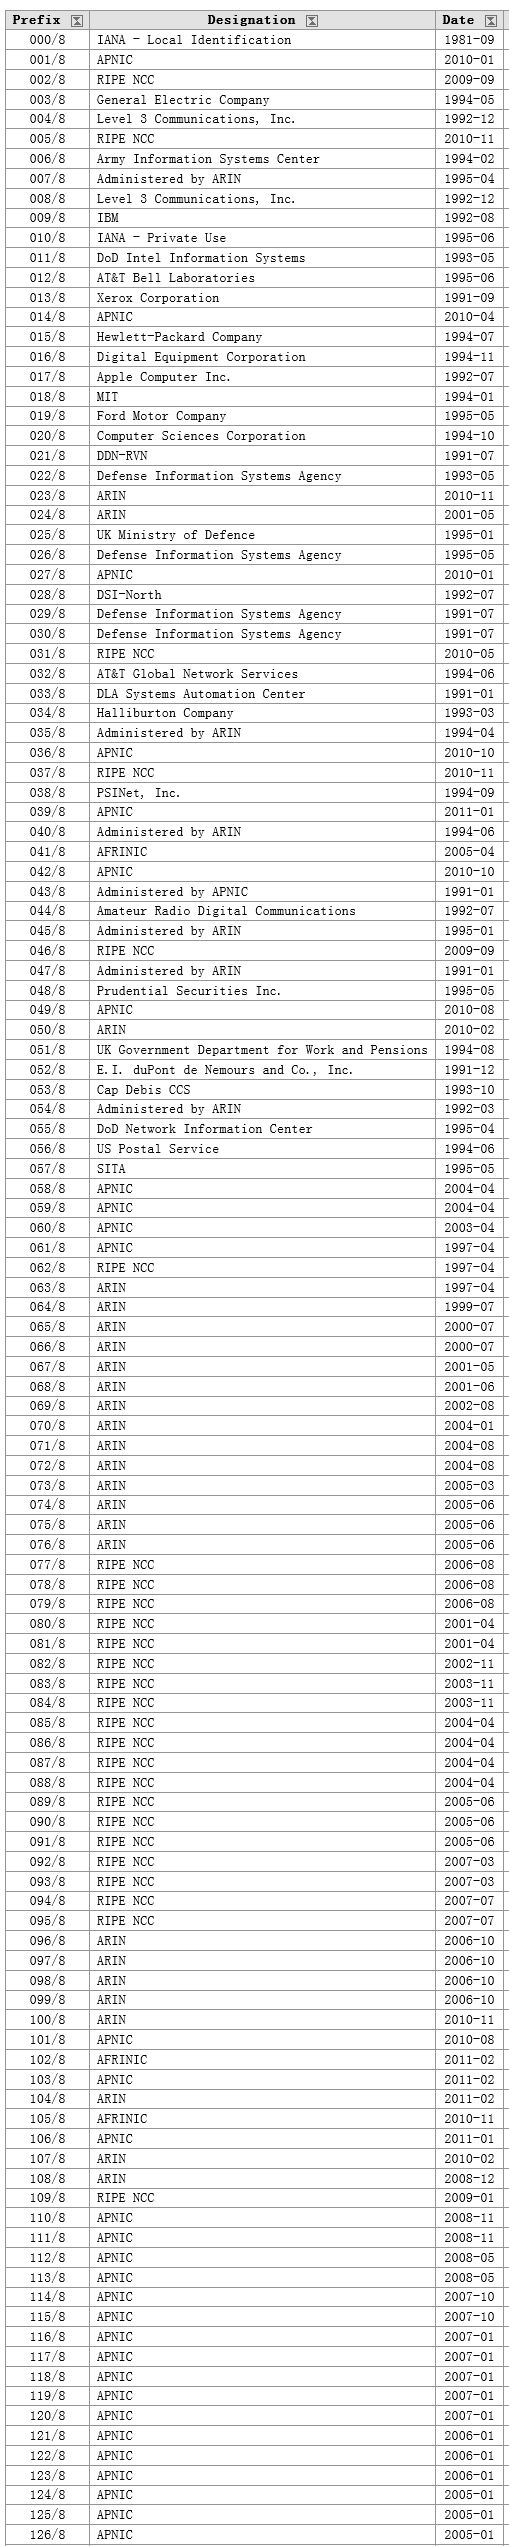 Prefix Designation Date
000/8 IANA - Local Identification 1981-09
001/8 APNIC 2010-01
002/8 RIPE NCC 2009-09
003/8 General Electric Company 1994-05
004/8 Level 3 Communications, Inc. 1992-12
005/8 RIPE NCC 2010-11
006/8 Army Information Systems Center 1994-02
007/8 Administered by ARIN 1995-04
008/8 Level 3 Communications, Inc. 1992-12
009/8 IBM 1992-08
010/8 IANA - Private Use 1995-06
011/8 DoD Intel Information Systems 1993-05
012/8 AT&T Bell Laboratories 1995-06
013/8 Xerox Corporation 1991-09
014/8 APNIC 2010-04
015/8 Hewlett-Packard Company 1994-07
016/8 Digital Equipment Corporation 1994-11
017/8 Apple Computer Inc. 1992-07
018/8 MIT 1994-01
019/8 Ford Motor Company 1995-05
020/8 Computer Sciences Corporation 1994-10
021/8 DDN-RVN 1991-07
022/8 Defense Information Systems Agency 1993-05
023/8 ARIN 2010-11
024/8 ARIN 2001-05
025/8 UK Ministry of Defence 1995-01
026/8 Defense Information Systems Agency 1995-05
027/8 APNIC 2010-01
028/8 DSI-North 1992-07
029/8 Defense Information Systems Agency 1991-07
030/8 Defense Information Systems Agency 1991-07
031/8 RIPE NCC 2010-05
032/8 AT&T Global Network Services 1994-06
033/8 DLA Systems Automation Center 1991-01
034/8 Halliburton Company 1993-03
035/8 Administered by ARIN 1994-04
036/8 APNIC 2010-10
037/8 RIPE NCC 2010-11
038/8 PSINet, Inc. 1994-09
039/8 APNIC 2011-01
040/8 Administered by ARIN 1994-06
041/8 AFRINIC 2005-04
042/8 APNIC 2010-10
043/8 Administered by APNIC 1991-01
044/8 Amateur Radio Digital Communications 1992-07
045/8 Administered by ARIN 1995-01
046/8 RIPE NCC 2009-09
047/8 Administered by ARIN 1991-01
048/8 Prudential Securities Inc. 1995-05
049/8 APNIC 2010-08
050/8 ARIN 2010-02
051/8 UK Government Department for Work and Pensions 1994-08
052/8 E.I. duPont de Nemours and Co., Inc. 1991-12
053/8 Cap Debis CCS 1993-10
054/8 Administered by ARIN 1992-03
055/8 DoD Network Information Center 1995-04
056/8 US Postal Service 1994-06
057/8 SITA 1995-05
058/8 APNIC 2004-04
059/8 APNIC 2004-04
060/8 APNIC 2003-04
061/8 APNIC 1997-04
062/8 RIPE NCC 1997-04
063/8 ARIN 1997-04
064/8 ARIN 1999-07
065/8 ARIN 2000-07
066/8 ARIN 2000-07
067/8 ARIN 2001-05
068/8 ARIN 2001-06
069/8 ARIN 2002-08
070/8 ARIN 2004-01
071/8 ARIN 2004-08
072/8 ARIN 2004-08
073/8 ARIN 2005-03
074/8 ARIN 2005-06
075/8 ARIN 2005-06
076/8 ARIN 2005-06
077/8 RIPE NCC 2006-08
078/8 RIPE NCC 2006-08
079/8 RIPE NCC 2006-08
080/8 RIPE NCC 2001-04
081/8 RIPE NCC 2001-04
082/8 RIPE NCC 2002-11
083/8 RIPE NCC 2003-11
084/8 RIPE NCC 2003-11
085/8 RIPE NCC 2004-04
086/8 RIPE NCC 2004-04
087/8 RIPE NCC 2004-04
088/8 RIPE NCC 2004-04
089/8 RIPE NCC 2005-06
090/8 RIPE NCC 2005-06
091/8 RIPE NCC 2005-06
092/8 RIPE NCC 2007-03
093/8 RIPE NCC 2007-03
094/8 RIPE NCC 2007-07
095/8 RIPE NCC 2007-07
096/8 ARIN 2006-10
097/8 ARIN 2006-10
098/8 ARIN 2006-10
099/8 ARIN 2006-10
100/8 ARIN 2010-11
101/8 APNIC 2010-08
102/8 AFRINIC 2011-02
103/8 APNIC 2011-02
104/8 ARIN 2011-02
105/8 AFRINIC 2010-11
106/8 APNIC 2011-01
107/8 ARIN 2010-02
108/8 ARIN 2008-12
109/8 RIPE NCC 2009-01
110/8 APNIC 2008-11
111/8 APNIC 2008-11
112/8 APNIC 2008-05
113/8 APNIC 2008-05
114/8 APNIC 2007-10
115/8 APNIC 2007-10
116/8 APNIC 2007-01
117/8 APNIC 2007-01
118/8 APNIC 2007-01
119/8 APNIC 2007-01
120/8 APNIC 2007-01
121/8 APNIC 2006-01
122/8 APNIC 2006-01
123/8 APNIC 2006-01
124/8 APNIC 2005-01
125/8 APNIC 2005-01
126/8 APNIC 2005-01